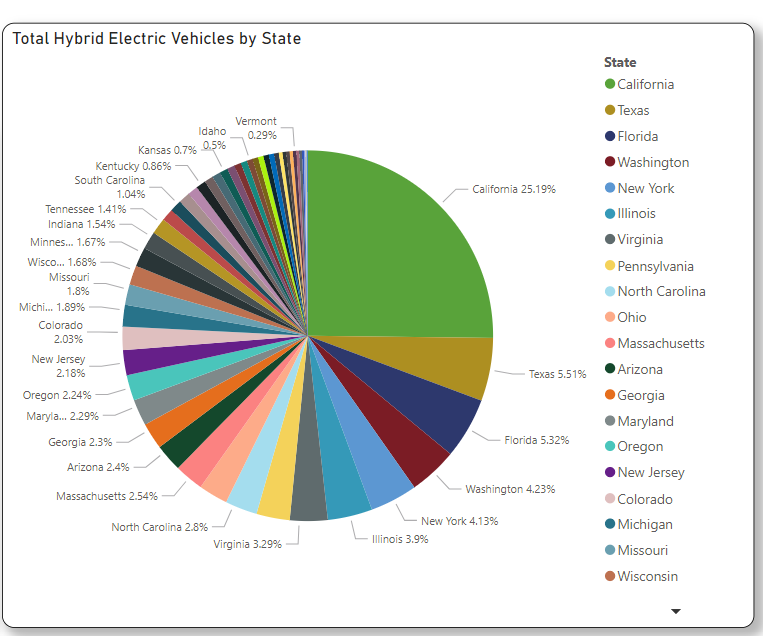 Total Hybrid Electric Vehicles by State
State
California
Texas
Florida
Washington
New York
Illinois
Virginia
Pennsylvania
North Carolina
Ohio
Massachusetts
Arizona
Georgia
Maryland
Oregon
New Jersey
Colorado
Michigan
Missouri
Wisconsin
California 25.19%
Texas 5.51%
Florida 5.32%
Washington 4.23%
New York 4.13%
Illinois 3.9%
Virginia 3.29%
North Carolina 2.8%
Massachusetts 2.54%
Arizona 2.4%
Georgia 2.3%
Maryla... 2.29%
Oregon 2.24%
New Jersey
2.18%
Colorado
2.03%
Michi... 1.89%
Missouri
1.8%
Wisco... 1.68%
Minnes... 1.67%
Indiana 1.54%
Tennessee 1.41%
South Carolina
1.04%
Kentucky 0.86%
Kansas 0.7%
Idaho
0.5%
Vermont
0.29%